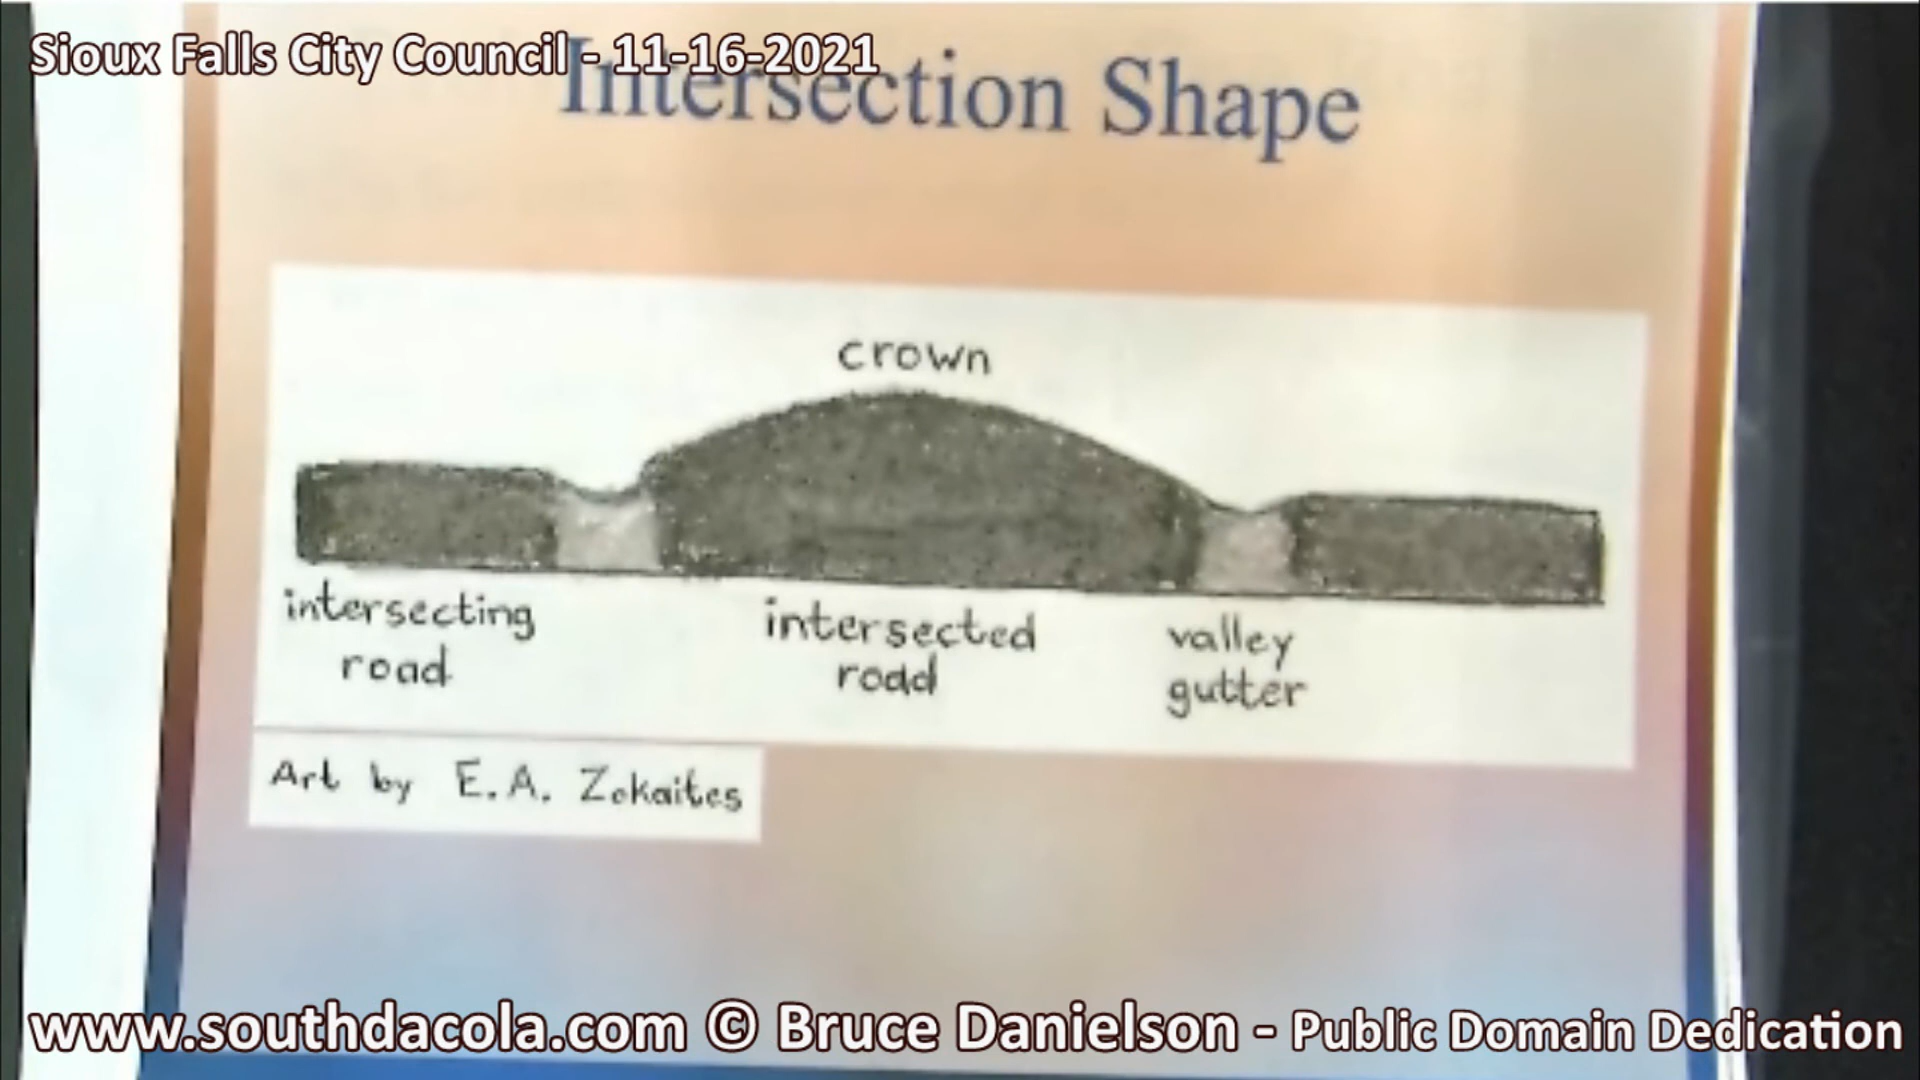 Sioux Falls City Council - 11-16-2021
Intersection Shape
crown
intersecting
road
intersected
road
valley
gutter
Art by E.A. Zokaites
www.southdacola.com © Bruce Danielson - Public Domain Dedication